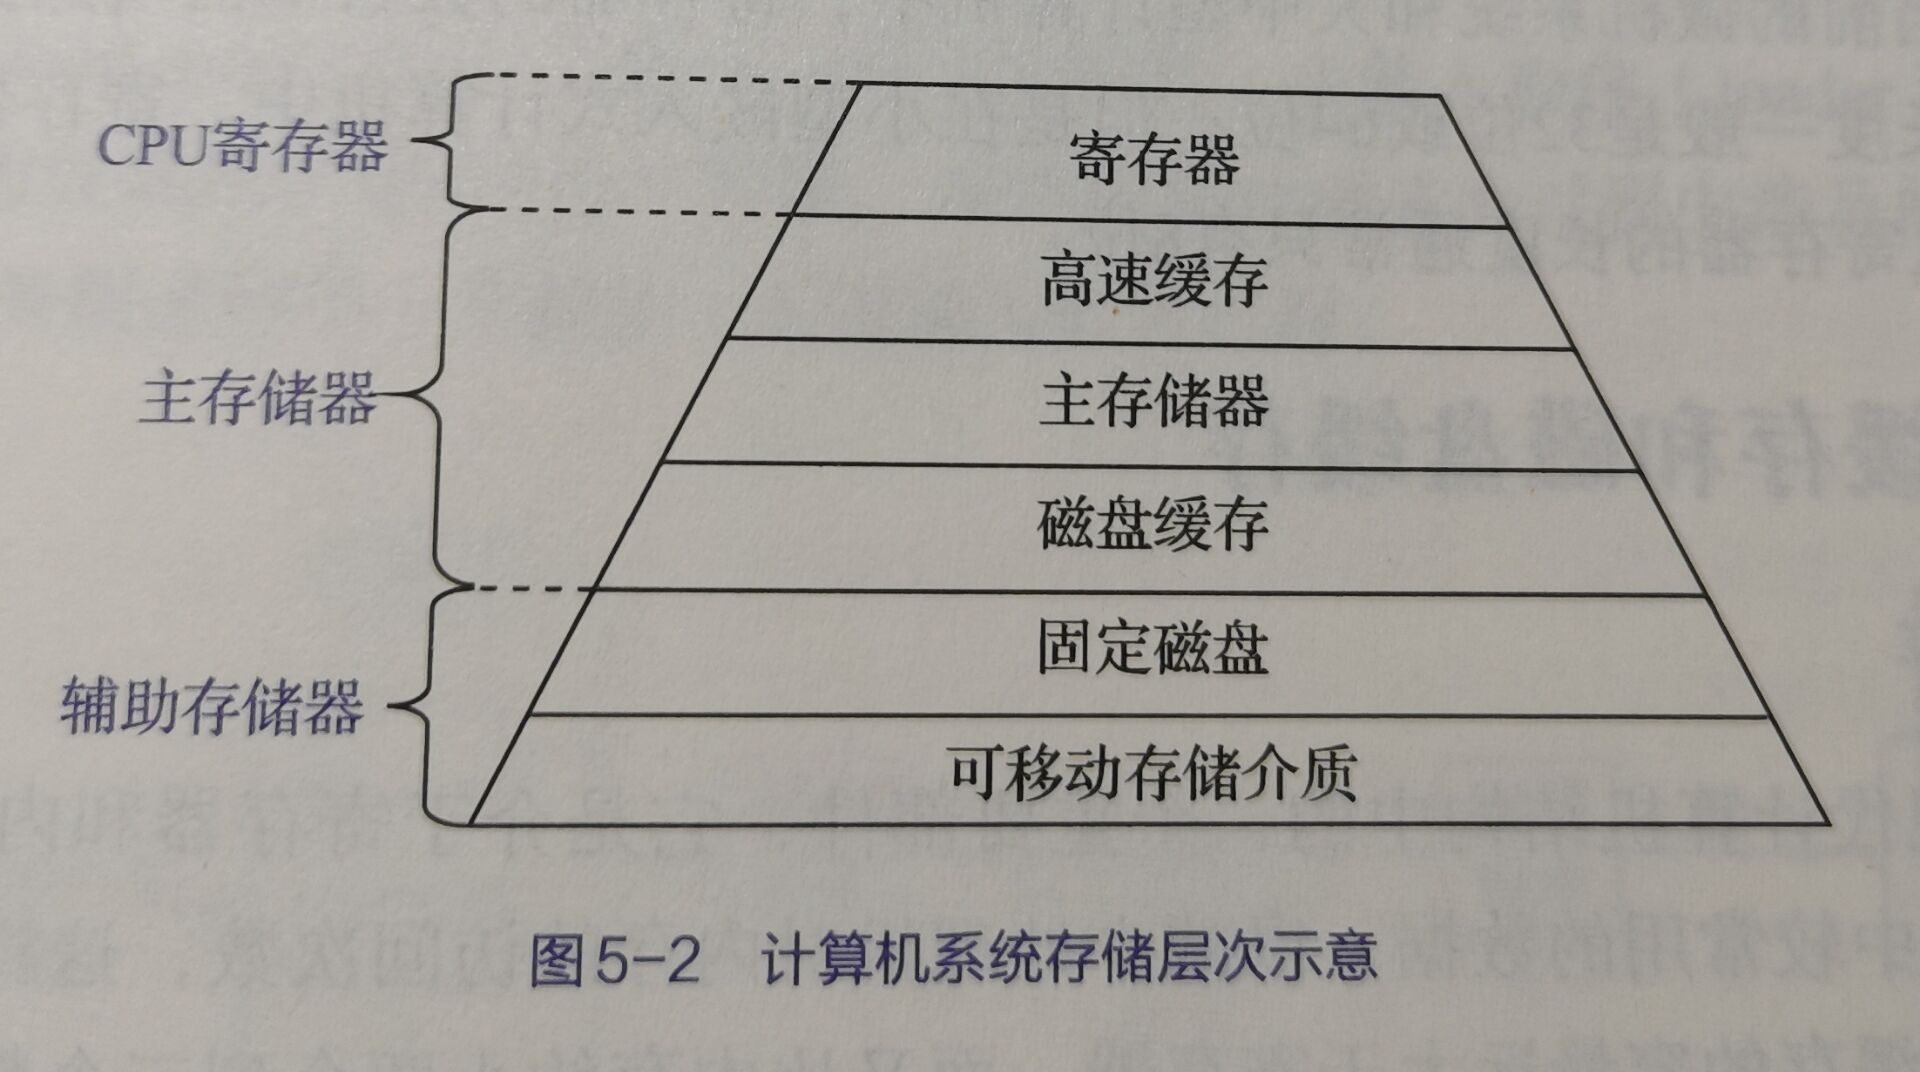 CPU寄存器
寄存器
高速缓存
主存储器
主存储器
磁盘缓存
固定磁盘
辅助存储器
可移动存储介质
图5-2 计算机系统存储层次示意